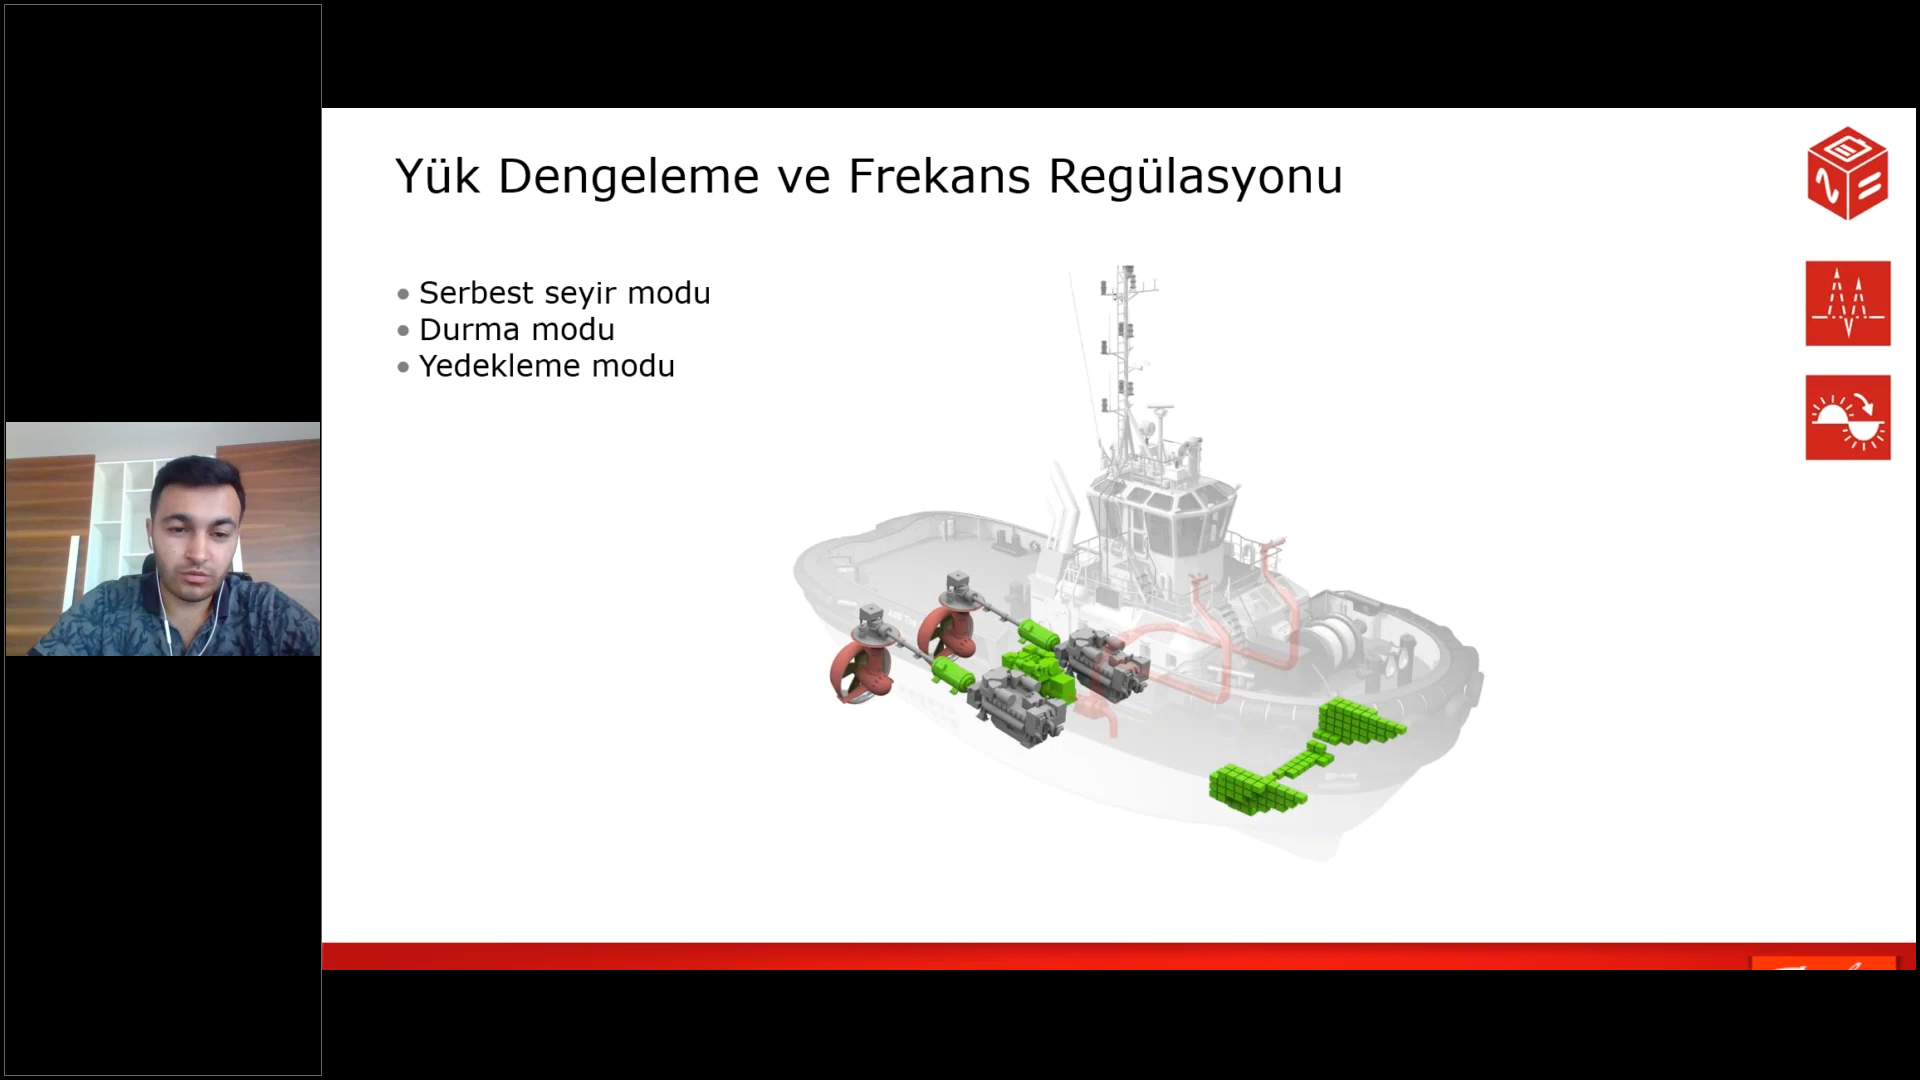 Yük Dengeleme ve Frekans Regülasyonu
Serbest seyir modu
Durma modu
Yedekleme modu